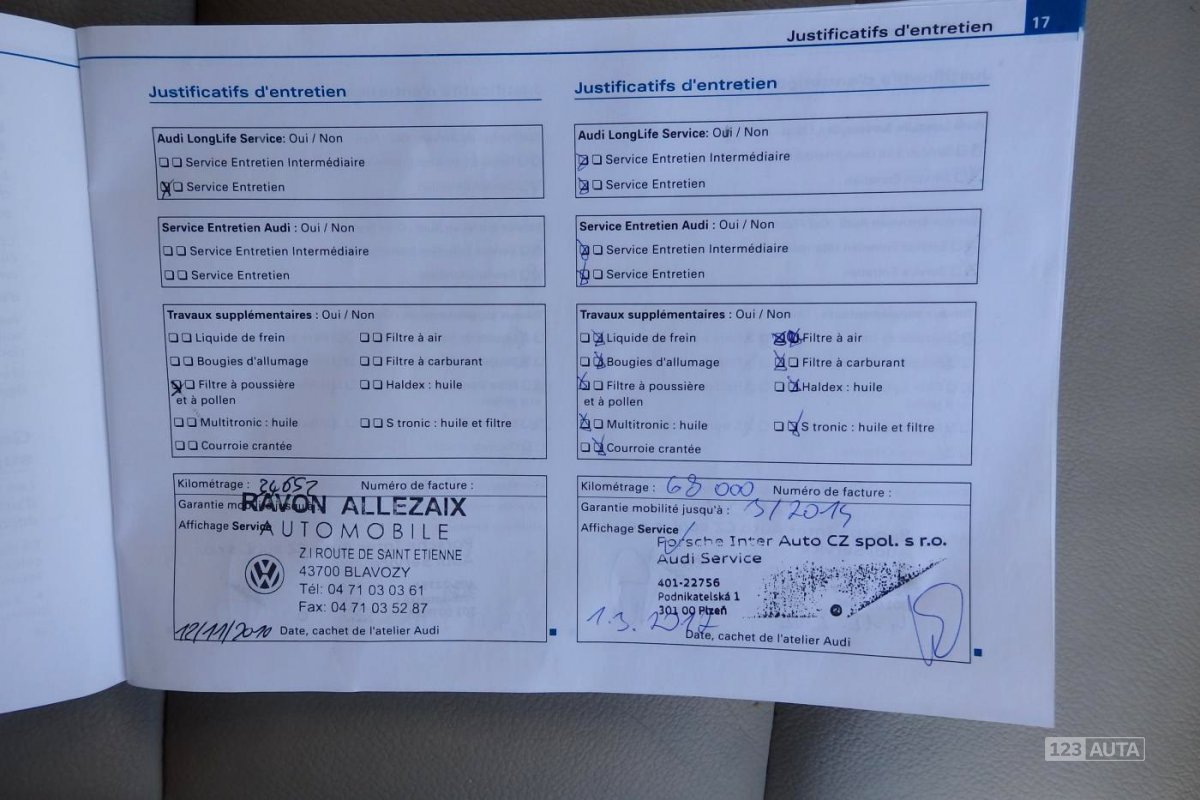 Justificatifs d'entretien 17
Justificatifs d'entretien
Audi LongLife Service: Oui / Non
Service Entretien Intermédiaire
Service Entretien
Service Entretien Audi : Oui / Non
Service Entretien Intermédiaire
Service Entretien
Travaux supplémentaires : Oui / Non
Liquide de frein Filtre à air
Bougies d'allumage Filtre à carburant
Filtre à poussière Haldex : huile
et à pollen
Multitronic : huile S tronic : huile et filtre
Courroie crantée
Kilométrage : 24652 Numéro de facture :
RAVON ALLEZAIX
Garantie mobilité jusqu'à :
Affichage Service
AUTOMOBILE
Z I ROUTE DE SAINT ETIENNE
43700 BLAVOZY
Tél: 04 71 03 03 61
Fax: 04 71 03 52 87
12/11/2010 Date, cachet de l'atelier Audi
Justificatifs d'entretien
Audi LongLife Service: Oui / Non
Service Entretien Intermédiaire
Service Entretien
Service Entretien Audi : Oui / Non
Service Entretien Intermédiaire
Service Entretien
Travaux supplémentaires : Oui / Non
Liquide de frein Filtre à air
Bougies d'allumage Filtre à carburant
Filtre à poussière Haldex : huile
et à pollen
Multitronic : huile S tronic : huile et filtre
Courroie crantée
Kilométrage : 68 000 Numéro de facture :
Garantie mobilité jusqu'à :
Affichage Service
Porsche Inter Auto CZ spol. s r.o.
Audi Service
401-22756
Podnikatelská 1
301 00 Plzeň
1.3. Date, cachet de l'atelier Audi
123 AUTA